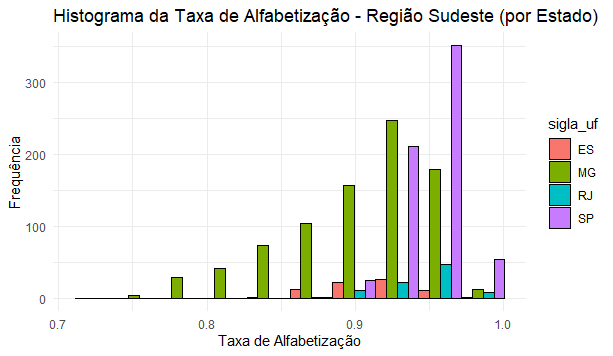 Histograma da Taxa de Alfabetização - Região Sudeste (por Estado)
300
200
100
0
Frequência
0.7 0.8 0.9 1.0
Taxa de Alfabetização
sigla_uf
ES
MG
RJ
SP